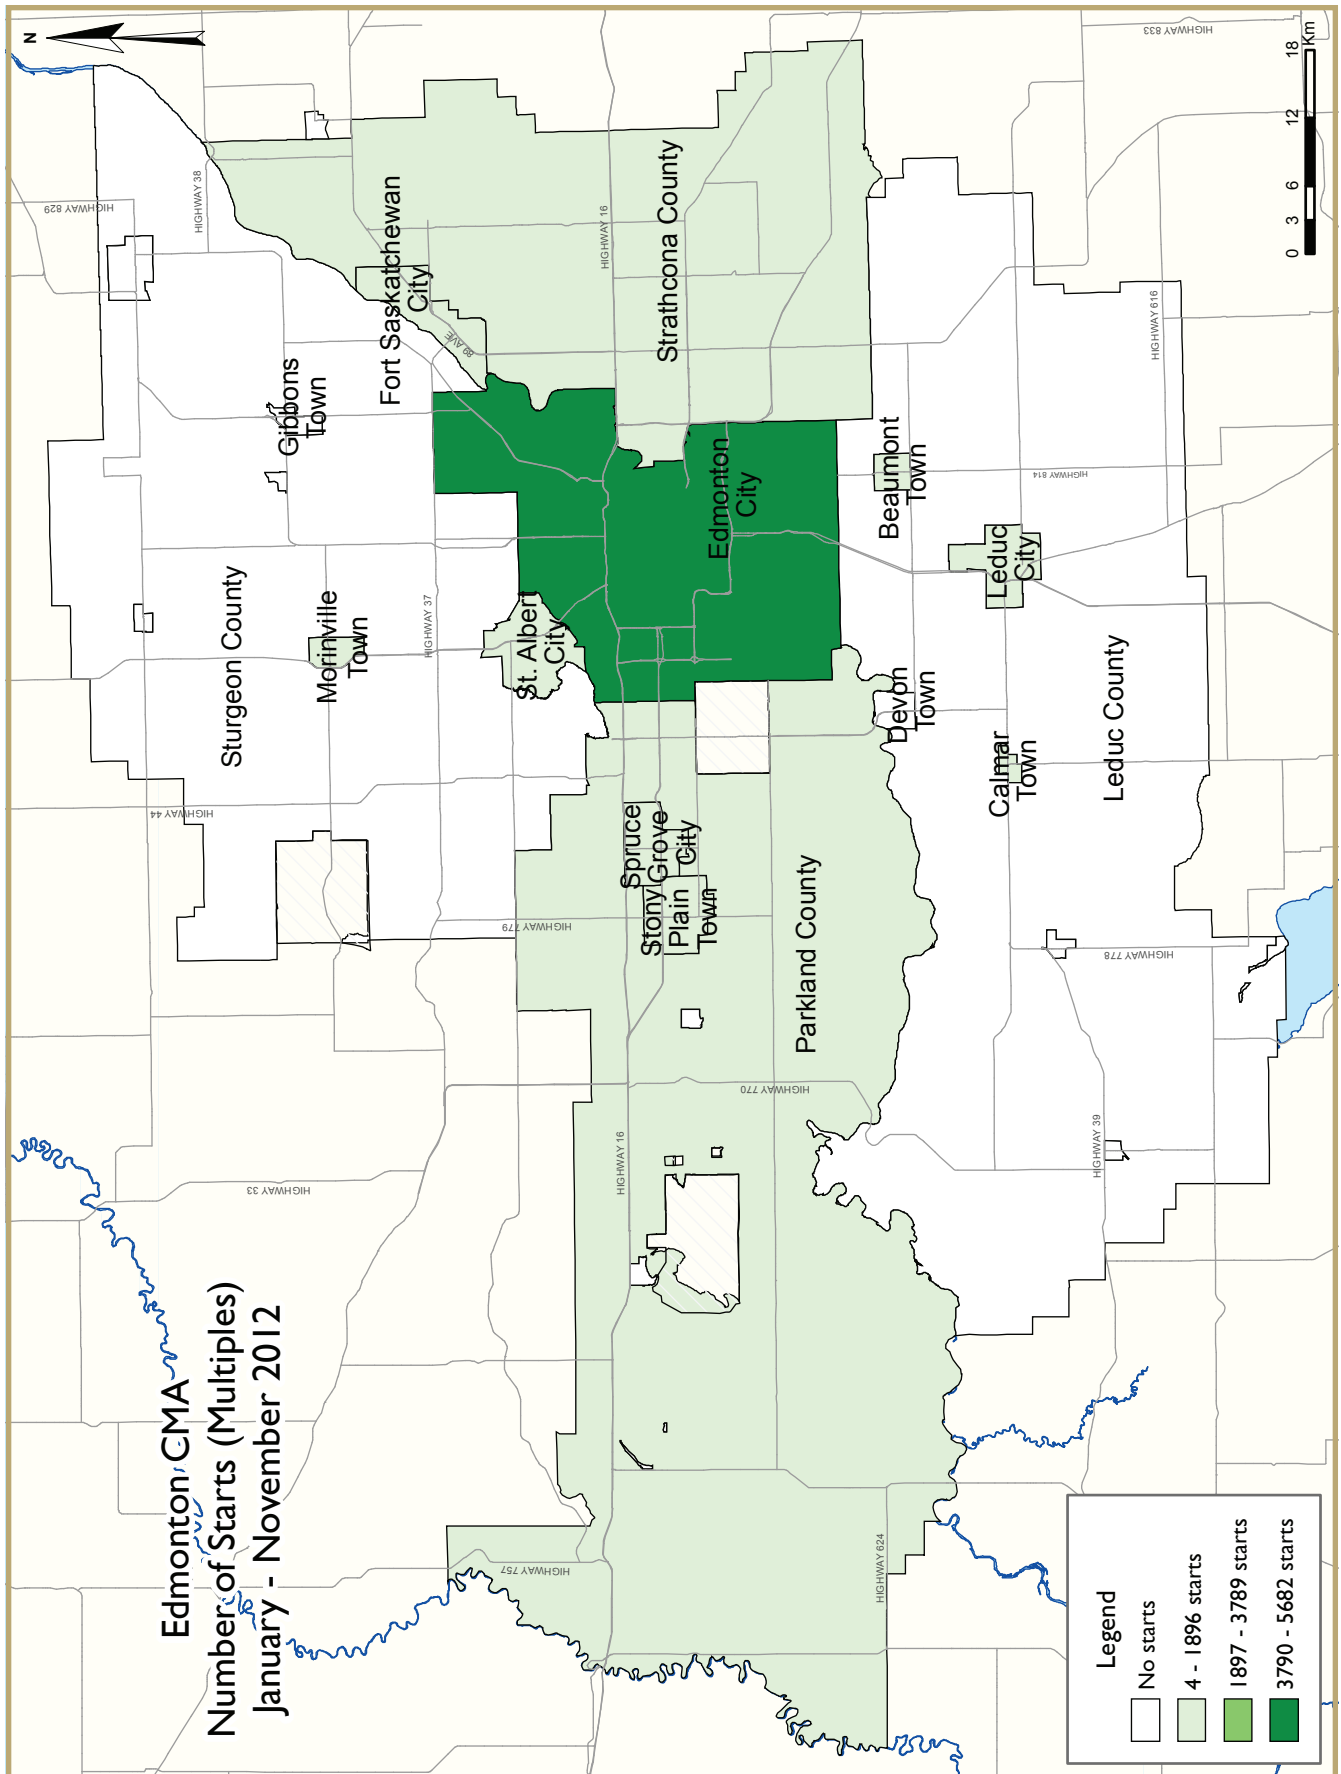 Edmonton CMA
Number of Starts (Multiples)
January - November 2012
N
HIGHWAY 829
HIGHWAY 38
HIGHWAY 833
Sturgeon County
Gibbons
Town
Morinville
Town
Fort Saskatchewan
City
89 AVE
HIGHWAY 37
HIGHWAY 44
HIGHWAY 33
HIGHWAY 779
St. Albert
City
HIGHWAY 16
HIGHWAY 16
HIGHWAY 757
Strathcona County
Edmonton
City
Spruce
Grove
City
Stony
Plain
Town
Parkland County
HIGHWAY 770
HIGHWAY 624
Beaumont
Town
Devon
Town
Leduc
City
Calmar
Town
Leduc County
HIGHWAY 814
HIGHWAY 616
HIGHWAY 778
HIGHWAY 39
Legend
No starts
4 - 1896 starts
1897 - 3789 starts
3790 - 5682 starts
0 3 6 12 18
Km